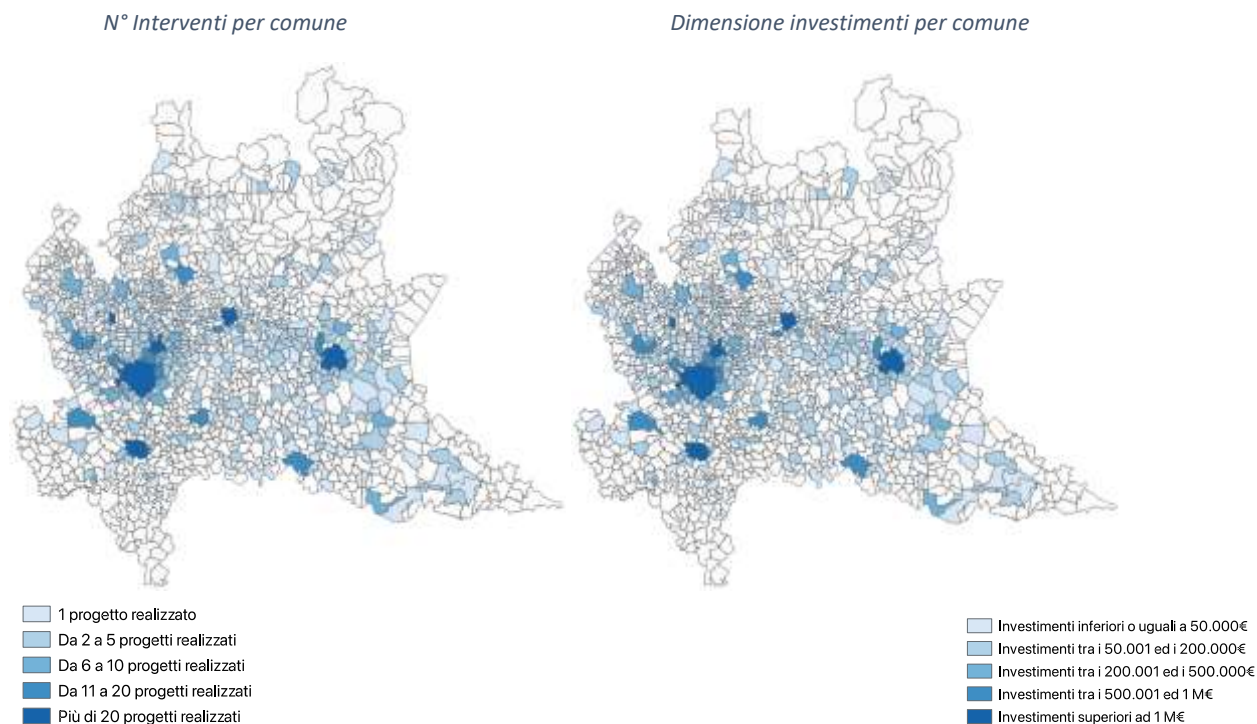 N° Interventi per comune
Dimensione investimenti per comune
1 progetto realizzato
Da 2 a 5 progetti realizzati
Da 6 a 10 progetti realizzati
Da 11 a 20 progetti realizzati
Più di 20 progetti realizzati
Investimenti inferiori o uguali a 50.000€
Investimenti tra i 50.001 ed i 200.000€
Investimenti tra i 200.001 ed i 500.000€
Investimenti tra i 500.001 ed 1 M€
Investimenti superiori ad 1 M€